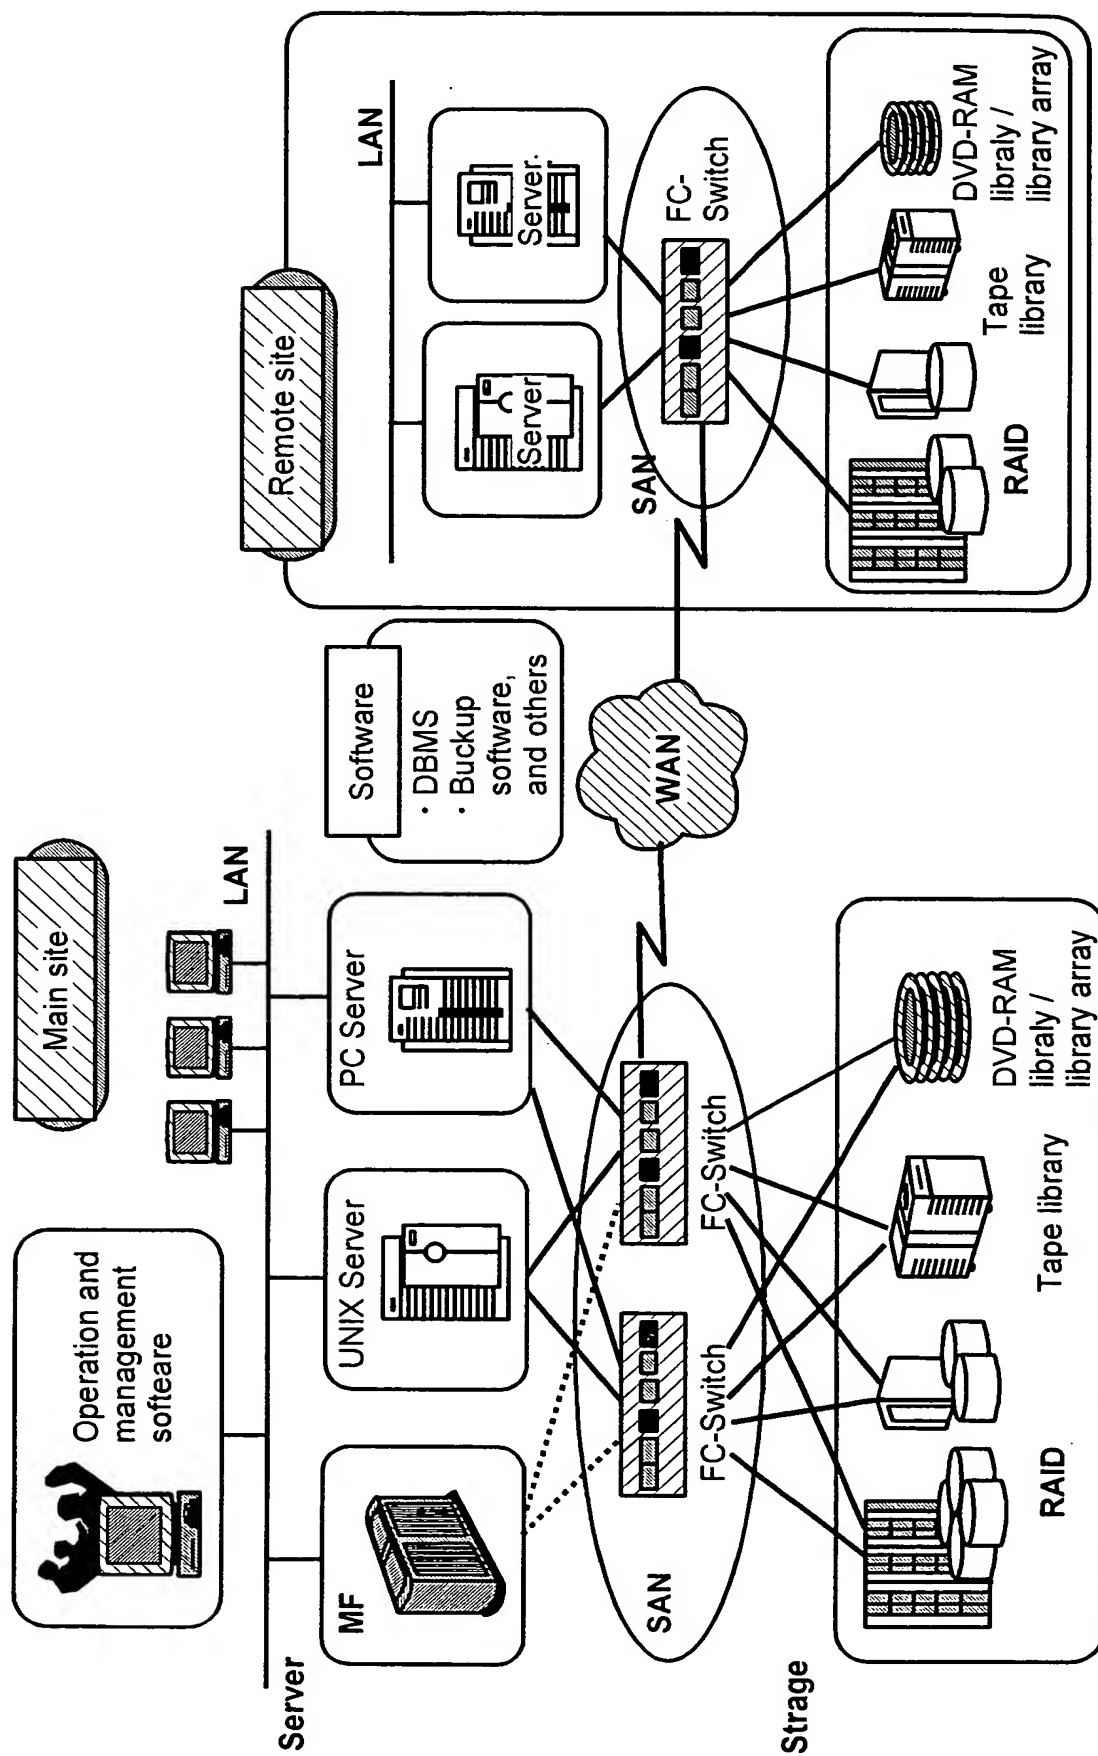 Main site
Operation and
management
softeare
LAN
Server
MF
UNIX Server
PC Server
Software
· DBMS
· Buckup
software,
and others
SAN
FC-Switch
FC-Switch
WAN
Strage
RAID
Tape library
DVD-RAM
libraly /
library array
Remote site
LAN
Server
Server
SAN
FC-
Switch
RAID
Tape
library
DVD-RAM
libraly /
library array